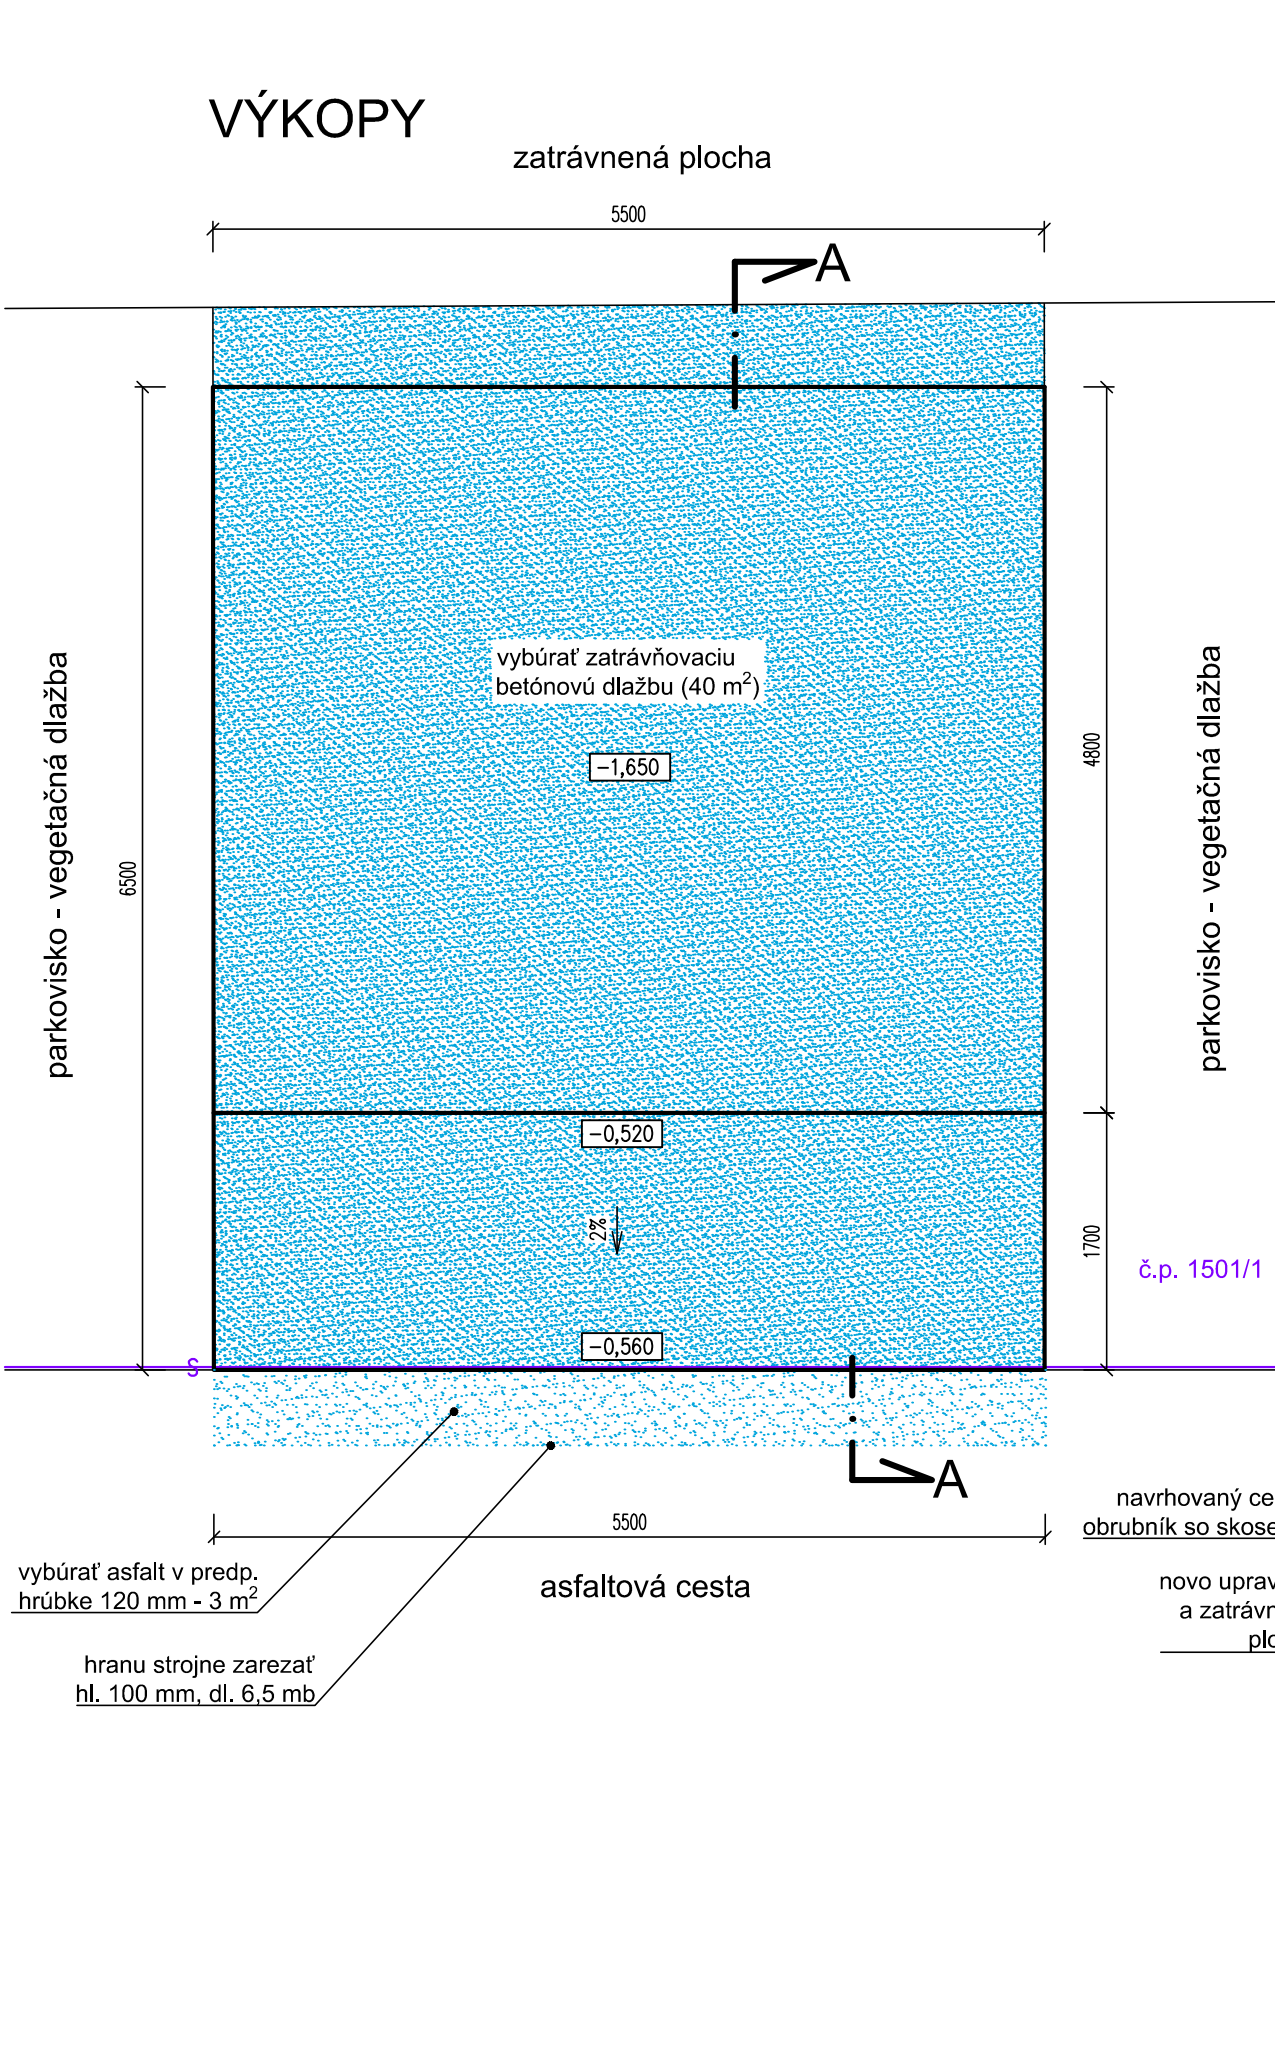 VÝKOPY
zatrávnená plocha
5500
A
parkovisko - vegetačná dlažba
6500
vybúrať zatrávňovaciu
betónovú dlažbu (40 m²)
−1,650
4800
parkovisko - vegetačná dlažba
−0,520
2%
1700
č.p. 1501/1
−0,560
S
A
5500
asfaltová cesta
vybúrať asfalt v predp.
hrúbke 120 mm - 3 m²
hranu strojne zarezať
hl. 100 mm, dl. 6,5 mb
navrhovaný ce
obrubník so skose
novo uprav
a zatrávn
plo